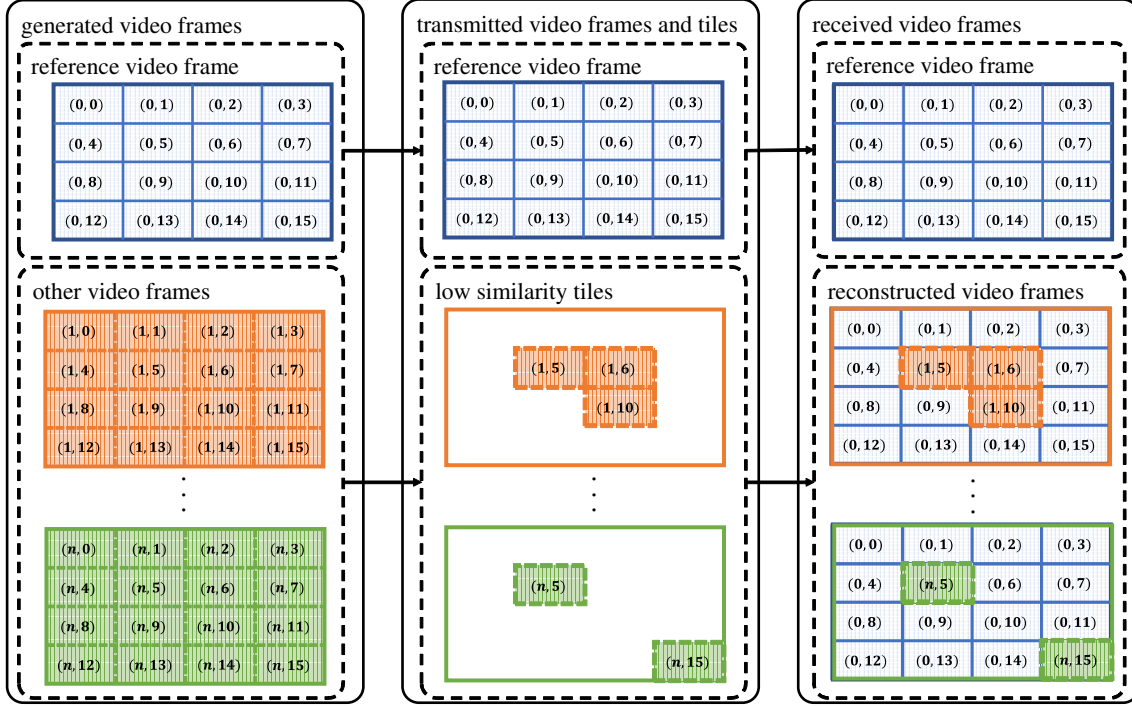 generated video frames
reference video frame
(0, 0) (0, 1) (0, 2) (0, 3)
(0, 4) (0, 5) (0, 6) (0, 7)
(0, 8) (0, 9) (0, 10) (0, 11)
(0, 12) (0, 13) (0, 14) (0, 15)
other video frames
(1, 0) (1, 1) (1, 2) (1, 3)
(1, 4) (1, 5) (1, 6) (1, 7)
(1, 8) (1, 9) (1, 10) (1, 11)
(1, 12) (1, 13) (1, 14) (1, 15)
(n, 0) (n, 1) (n, 2) (n, 3)
(n, 4) (n, 5) (n, 6) (n, 7)
(n, 8) (n, 9) (n, 10) (n, 11)
(n, 12) (n, 13) (n, 14) (n, 15)
transmitted video frames and tiles
reference video frame
(0, 0) (0, 1) (0, 2) (0, 3)
(0, 4) (0, 5) (0, 6) (0, 7)
(0, 8) (0, 9) (0, 10) (0, 11)
(0, 12) (0, 13) (0, 14) (0, 15)
low similarity tiles
(1, 5) (1, 6)
(1, 10)
(n, 5)
(n, 15)
received video frames
reference video frame
(0, 0) (0, 1) (0, 2) (0, 3)
(0, 4) (0, 5) (0, 6) (0, 7)
(0, 8) (0, 9) (0, 10) (0, 11)
(0, 12) (0, 13) (0, 14) (0, 15)
reconstructed video frames
(0, 0) (0, 1) (0, 2) (0, 3)
(0, 4) (1, 5) (1, 6) (0, 7)
(0, 8) (0, 9) (1, 10) (0, 11)
(0, 12) (0, 13) (0, 14) (0, 15)
(0, 0) (0, 1) (0, 2) (0, 3)
(0, 4) (n, 5) (0, 6) (0, 7)
(0, 8) (0, 9) (0, 10) (0, 11)
(0, 12) (0, 13) (0, 14) (n, 15)